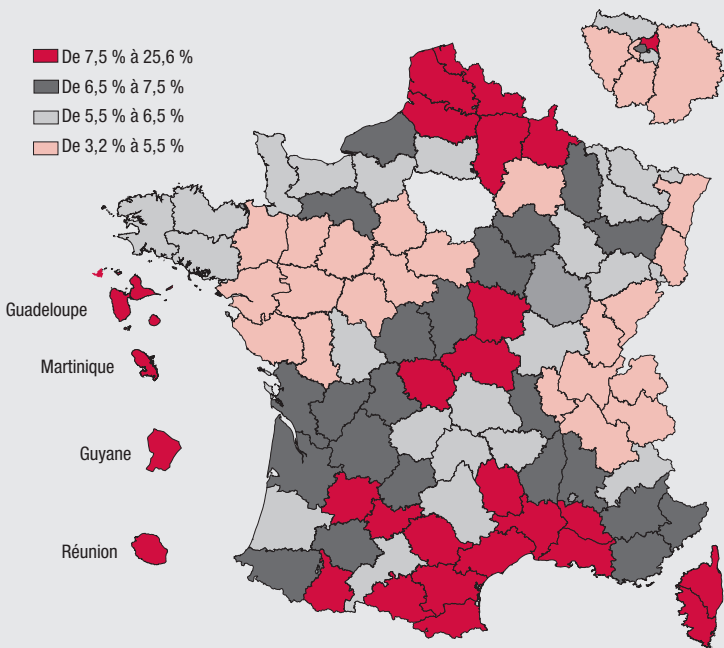 De 7,5 % à 25,6 %
De 6,5 % à 7,5 %
De 5,5 % à 6,5 %
De 3,2 % à 5,5 %
Guadeloupe
Martinique
Guyane
Réunion